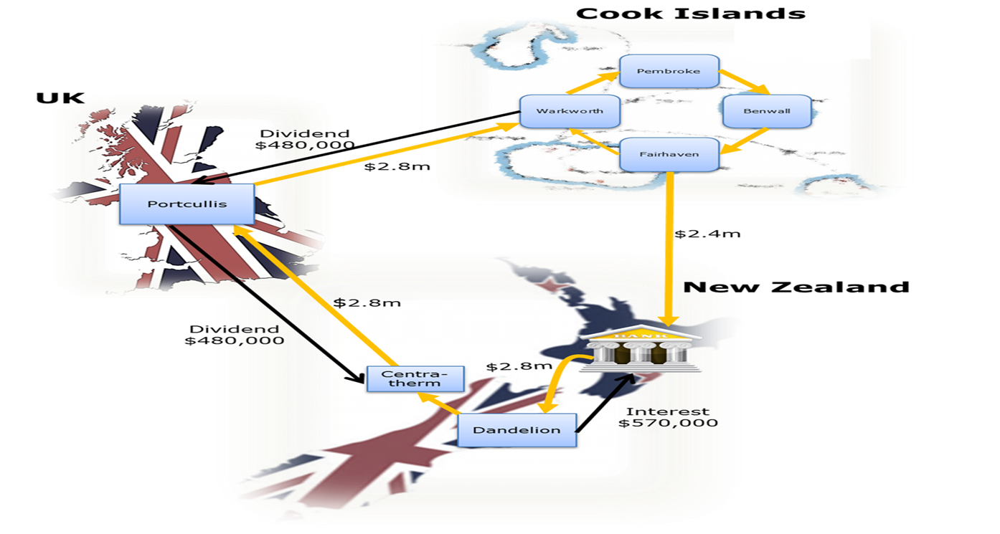 Cook Islands
Pembroke
UK
Warkworth
Benwall
Dividend
$480,000
Fairhaven
$2.8m
Portcullis
$2.4m
New Zealand
$2.8m
Dividend
$480,000
BANK
$2.8m
Centra-
therm
Interest
$570,000
Dandelion